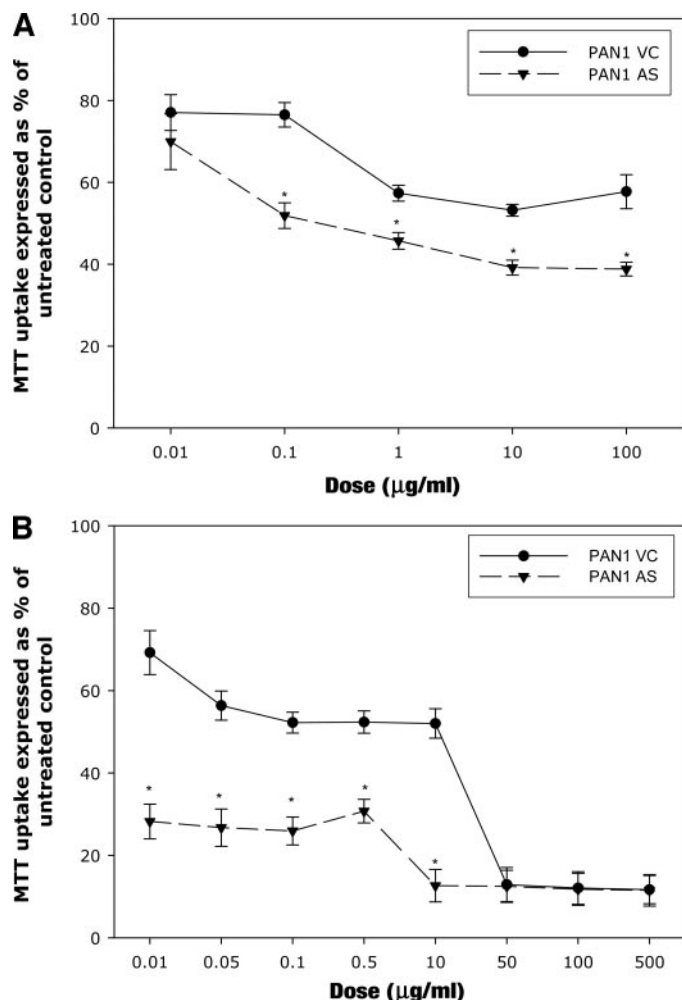 A
MTT uptake expressed as % of
untreated control
100
80
60
40
20
0
PAN1 VC
PAN1 AS
*
*
*
*
0.01 0.1 1 10 100
Dose (μg/ml)
B
MTT uptake expressed as % of
untreated control
100
80
60
40
20
0
PAN1 VC
PAN1 AS
*
*
*
*
*
0.01 0.05 0.1 0.5 10 50 100 500
Dose (μg/ml)